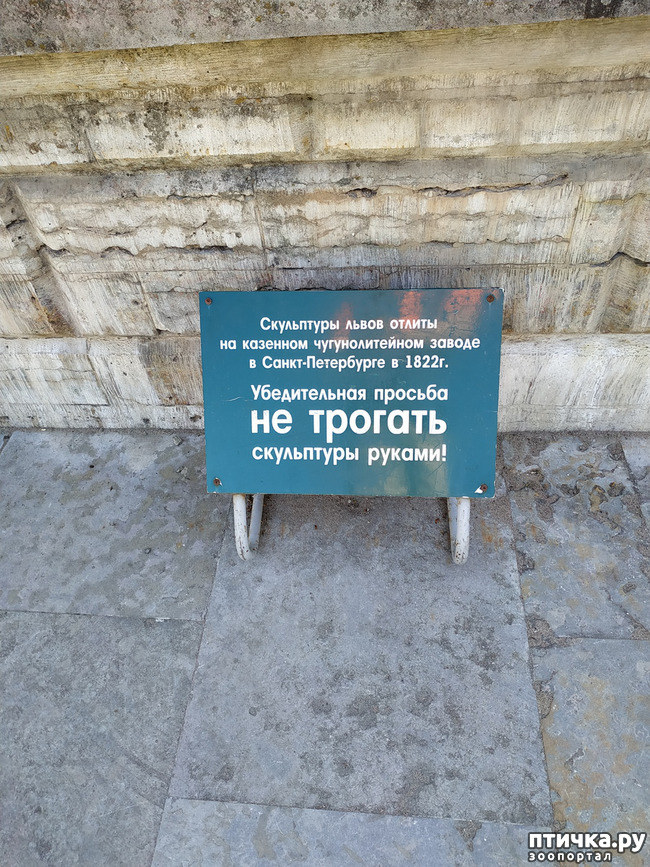 Скульптуры львов отлиты
на казенном чугунолитейном заводе
в Санкт-Петербурге в 1822г.
Убедительная просьба
не трогать
скульптуры руками!
птичка.ру
зоопортал